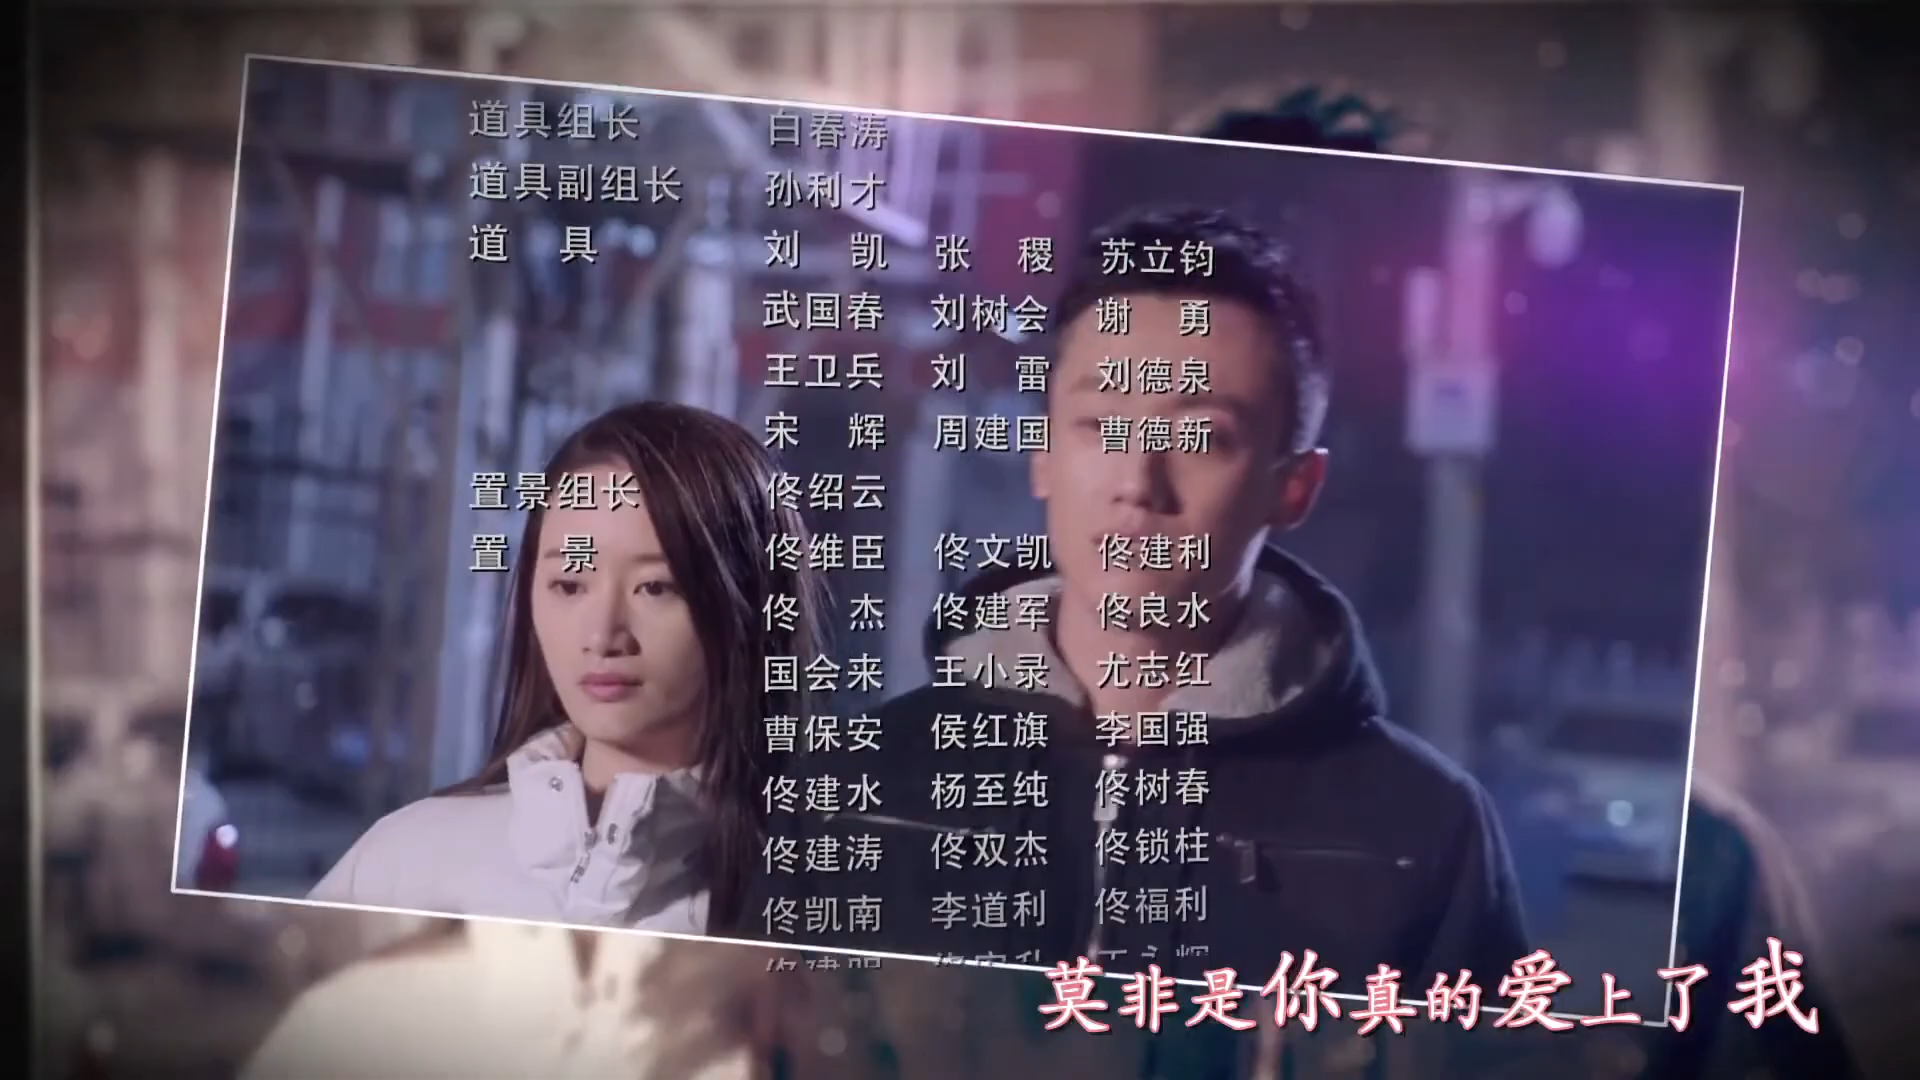 道具组长 白春涛
道具副组长 孙利才
道 具 刘 凯 张 稷 苏立钧
武国春 刘树会 谢 勇
王卫兵 刘 雷 刘德泉
宋 辉 周建国 曹德新
置景组长 佟绍云
置 景 佟维臣 佟文凯 佟建利
佟 杰 佟建军 佟良水
国会来 王小录 尤志红
曹保安 侯红旗 李国强
佟建水 杨至纯 佟树春
佟建涛 佟双杰 佟锁柱
佟凯南 李道利 佟福利
莫非是你真的爱上了我